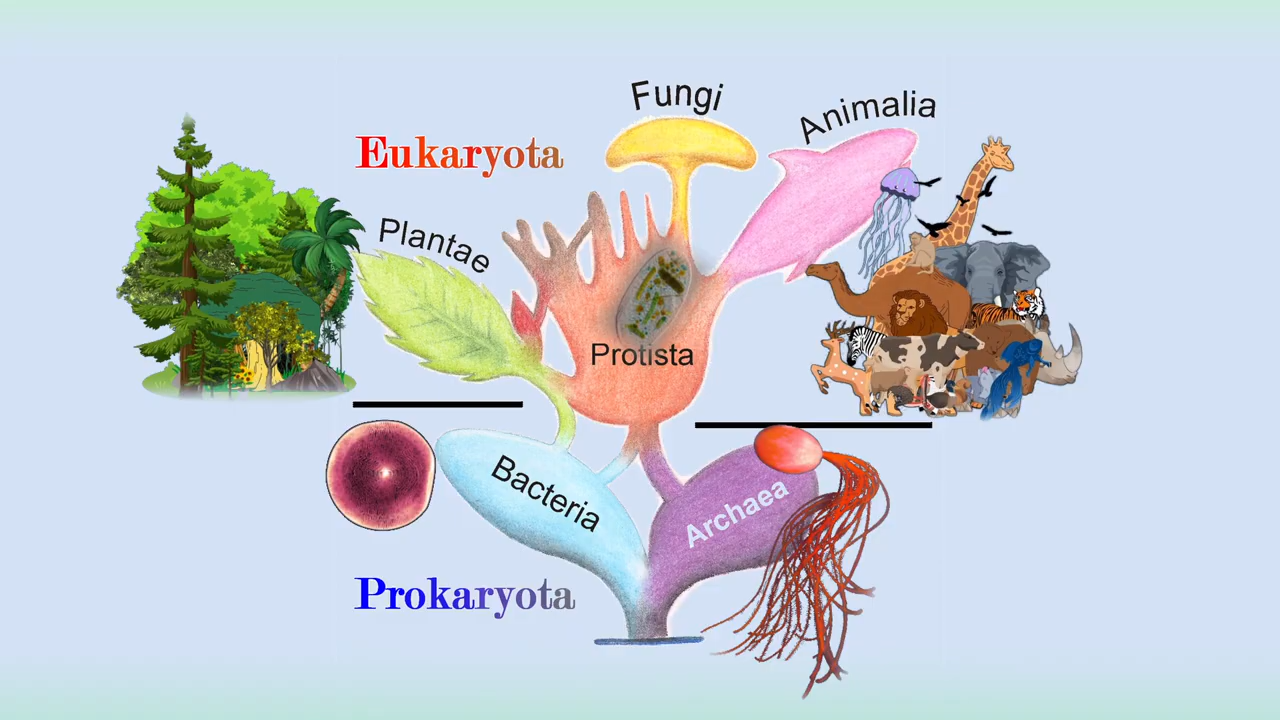 Fungi
Animalia
Eukaryota
Plantae
Protista
Bacteria
Archaea
Prokaryota